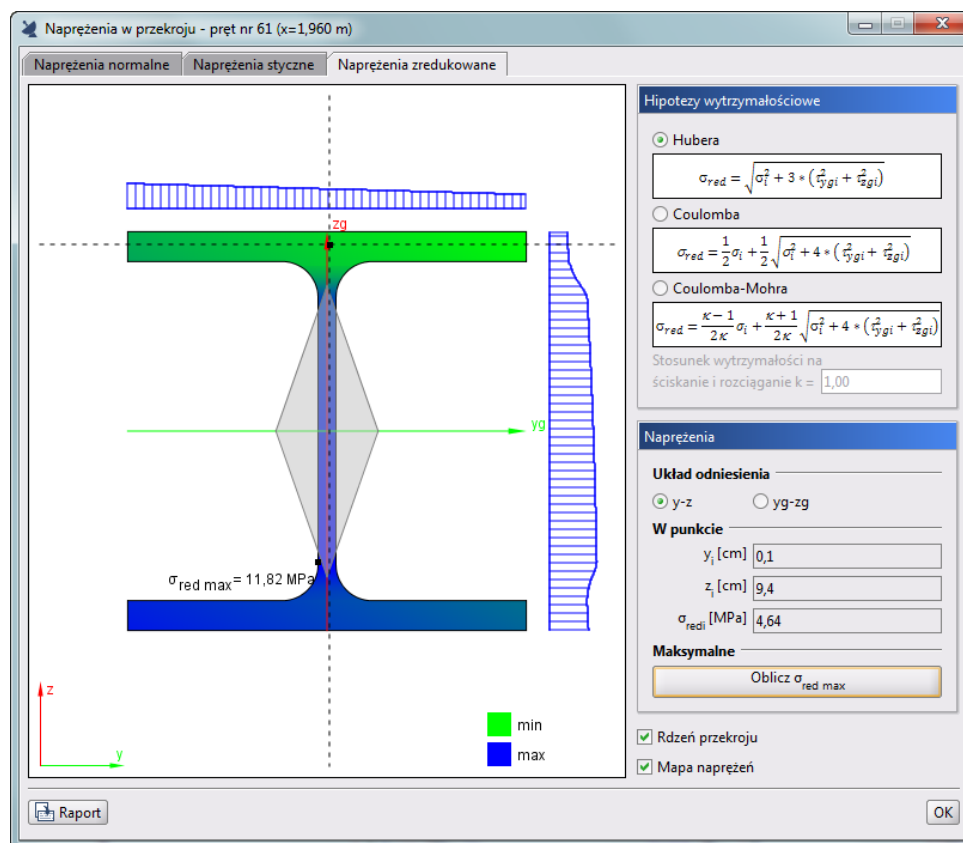 Naprężenia w przekroju - pręt nr 61 (x=1,960 m)
Naprężenia normalne Naprężenia styczne Naprężenia zredukowane
zg
yg
σred max = 11,82 MPa
z
y
min
max
Hipotezy wytrzymałościowe
Hubera
σred = √(σi² + 3 * (τ²ygi + τ²zgi))
Coulomba
σred = 1/2 σi + 1/2 √(σi² + 4 * (τ²ygi + τ²zgi))
Coulomba-Mohra
σred = (κ − 1)/2κ σi + (κ + 1)/2κ √(σi² + 4 * (τ²ygi + τ²zgi))
Stosunek wytrzymałości na
ściskanie i rozciąganie k = 1,00
Naprężenia
Układ odniesienia
y-z yg-zg
W punkcie
yi [cm] 0,1
zi [cm] 9,4
σredi [MPa] 4,64
Maksymalne
Oblicz σred max
Rdzeń przekroju
Mapa naprężeń
Raport
OK